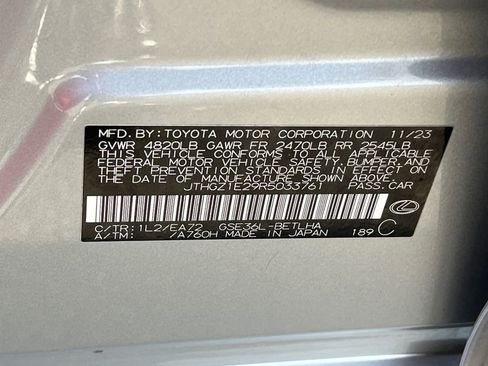 MFD. BY: TOYOTA MOTOR CORPORATION 11/23
GVWR 4820LB GAWR FR 2470LB RR 2545LB
THIS VEHICLE CONFORMS TO ALL APPLICABLE
FEDERAL MOTOR VEHICLE SAFETY, BUMPER, AND
THEFT PREVENTION STANDARDS IN EFFECT ON
THE DATE OF MANUFACTURE SHOWN ABOVE.
JTHGZ1E29R5033761 PASS. CAR
C/TR: 1L2/EA72 GSE36L-BETLHA
A/TM: /A760H MADE IN JAPAN 189 C